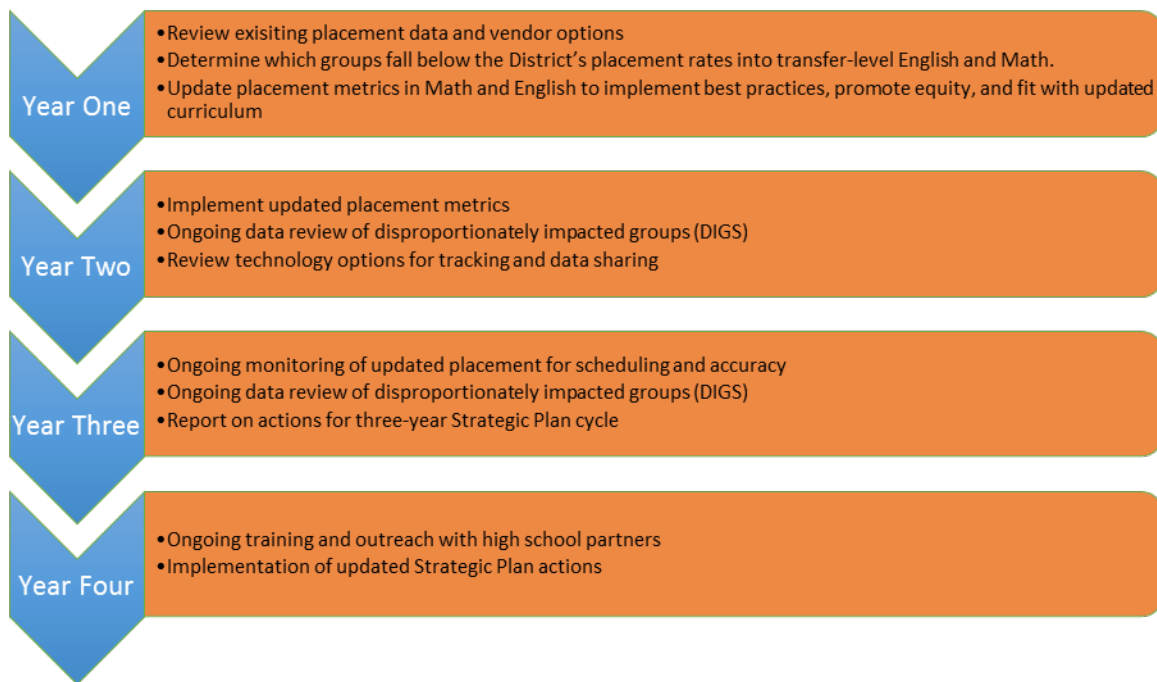 Year One
•Review exisiting placement data and vendor options
•Determine which groups fall below the District’s placement rates into transfer-level English and Math.
•Update placement metrics in Math and English to implement best practices, promote equity, and fit with updated
curriculum
Year Two
•Implement updated placement metrics
•Ongoing data review of disproportionately impacted groups (DIGS)
•Review technology options for tracking and data sharing
Year Three
•Ongoing monitoring of updated placement for scheduling and accuracy
•Ongoing data review of disproportionately impacted groups (DIGS)
•Report on actions for three-year Strategic Plan cycle
Year Four
•Ongoing training and outreach with high school partners
•Implementation of updated Strategic Plan actions